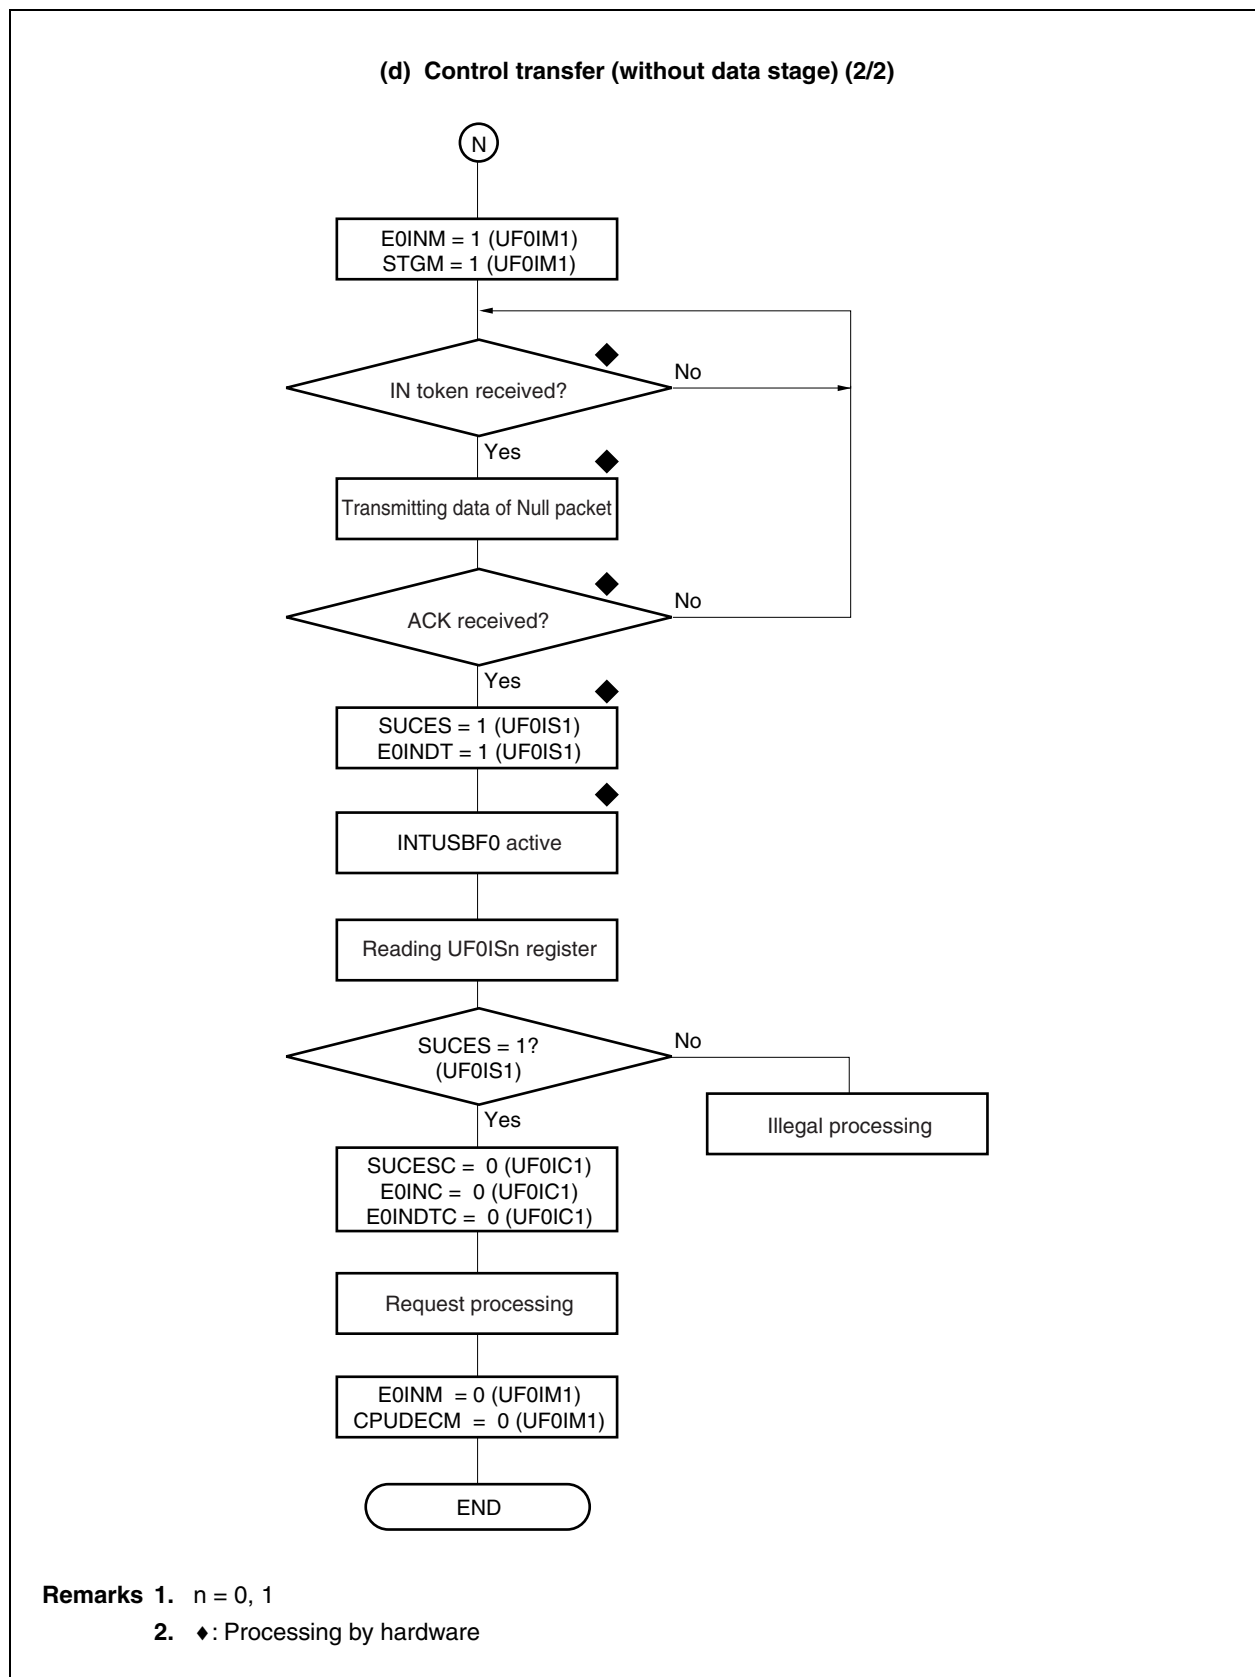 (d) Control transfer (without data stage) (2/2)
N
E0INM = 1 (UF0IM1)
STGM = 1 (UF0IM1)
IN token received?
No
Yes
Transmitting data of Null packet
ACK received?
No
Yes
SUCES = 1 (UF0IS1)
E0INDT = 1 (UF0IS1)
INTUSBF0 active
Reading UF0ISn register
SUCES = 1?
(UF0IS1)
No
Illegal processing
Yes
SUCESC = 0 (UF0IC1)
E0INC = 0 (UF0IC1)
E0INDTC = 0 (UF0IC1)
Request processing
E0INM = 0 (UF0IM1)
CPUDECM = 0 (UF0IM1)
END
Remarks 1. n = 0, 1
2. ♦: Processing by hardware